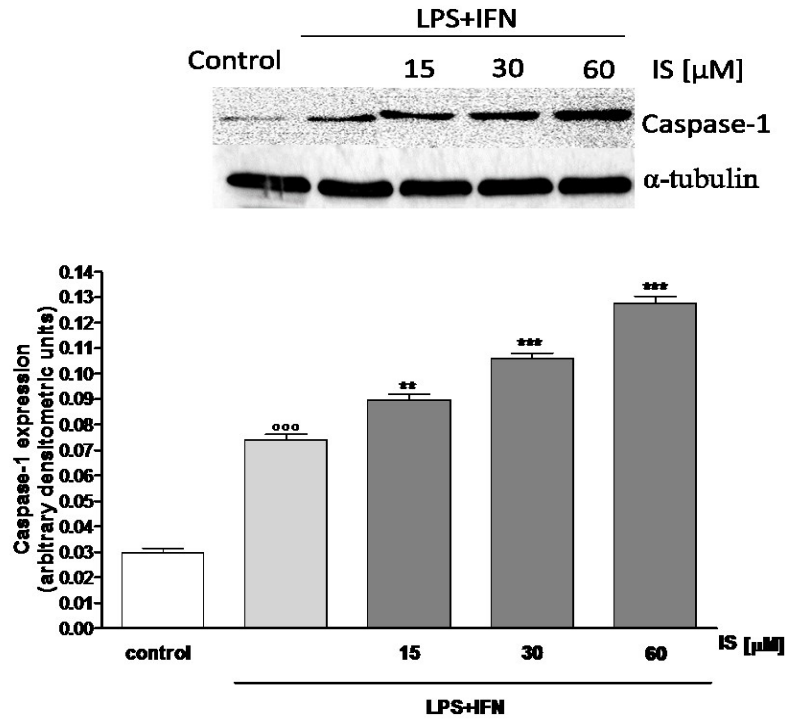 LPS+IFN
Control 15 30 60 IS [µM]
Caspase-1
α-tubulin
Caspase-1 expression
(arbitrary densitometric units)
0.14
0.13
0.12
0.11
0.10
0.09
0.08
0.07
0.06
0.05
0.04
0.03
0.02
0.01
0.00
°°°
**
***
***
control 15 30 60 IS [µM]
LPS+IFN